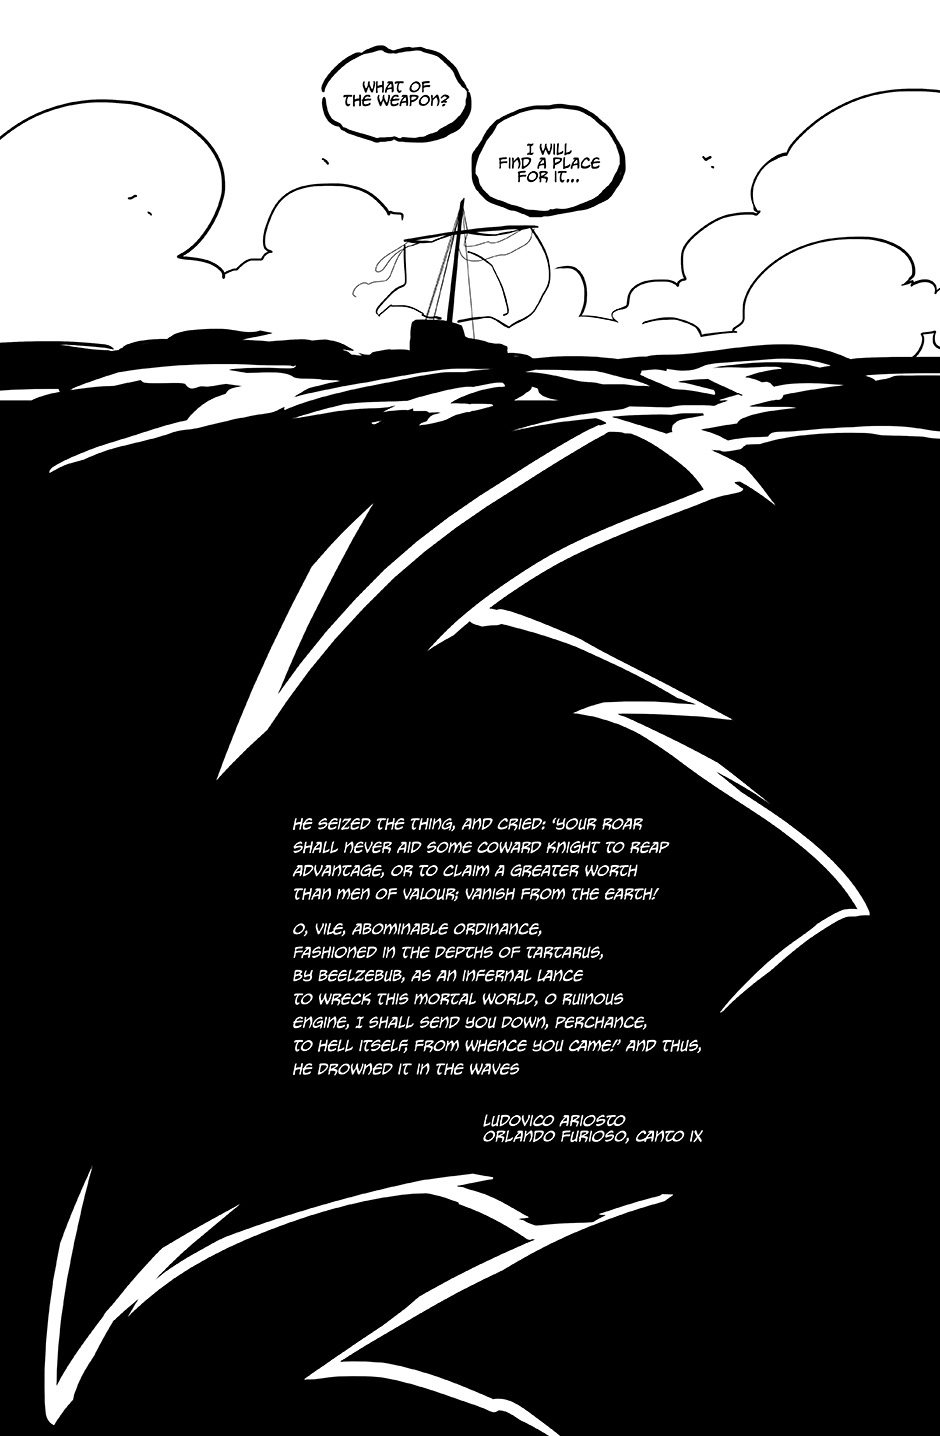 WHAT OF
THE WEAPON?
I WILL
FIND A PLACE
FOR IT...
HE SEIZED THE THING, AND CRIED: ‘YOUR ROAR
SHALL NEVER AID SOME COWARD KNIGHT TO REAP
ADVANTAGE, OR TO CLAIM A GREATER WORTH
THAN MEN OF VALOUR; VANISH FROM THE EARTH!
O, VILE, ABOMINABLE ORDINANCE,
FASHIONED IN THE DEPTHS OF TARTARUS,
BY BEELZEBUB, AS AN INFERNAL LANCE
TO WRECK THIS MORTAL WORLD, O RUINOUS
ENGINE, I SHALL SEND YOU DOWN, PERCHANCE,
TO HELL ITSELF, FROM WHENCE YOU CAME!’ AND THUS,
HE DROWNED IT IN THE WAVES
LUDOVICO ARIOSTO
ORLANDO FURIOSO, CANTO IX